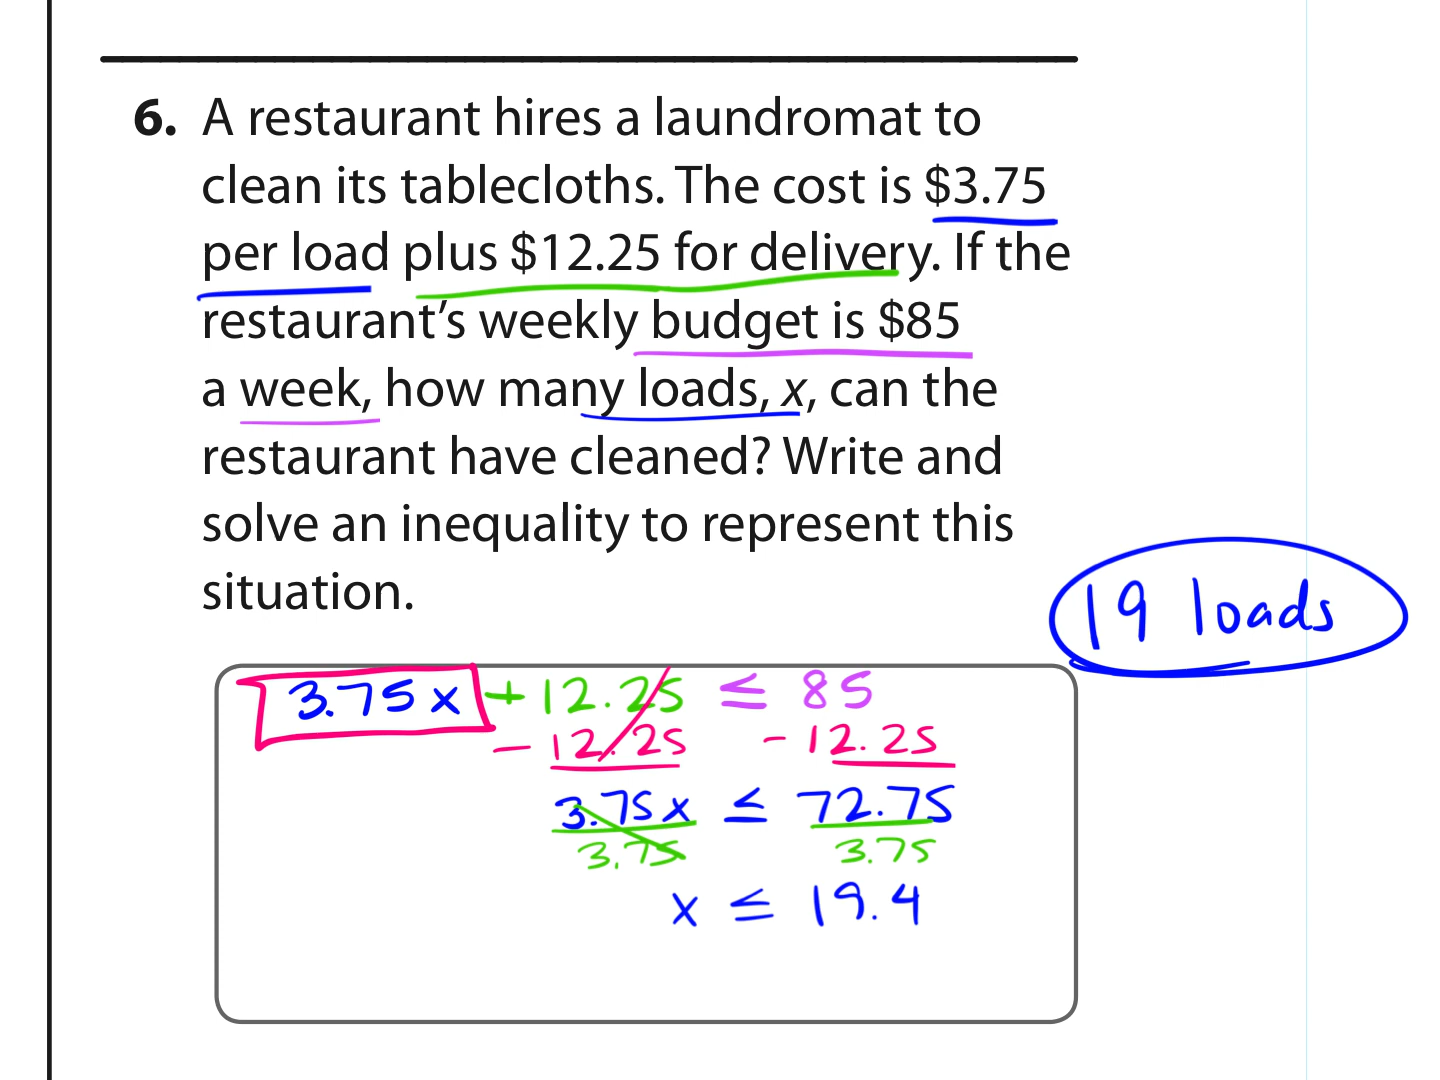 6. A restaurant hires a laundromat to
clean its tablecloths. The cost is $3.75
per load plus $12.25 for delivery. If the
restaurant’s weekly budget is $85
a week, how many loads, x, can the
restaurant have cleaned? Write and
solve an inequality to represent this
situation.
19 loads
3.75x + 12.25 ≤ 85
- 12.25 - 12.25
3.75x ≤ 72.75
3.75 3.75
x ≤ 19.4